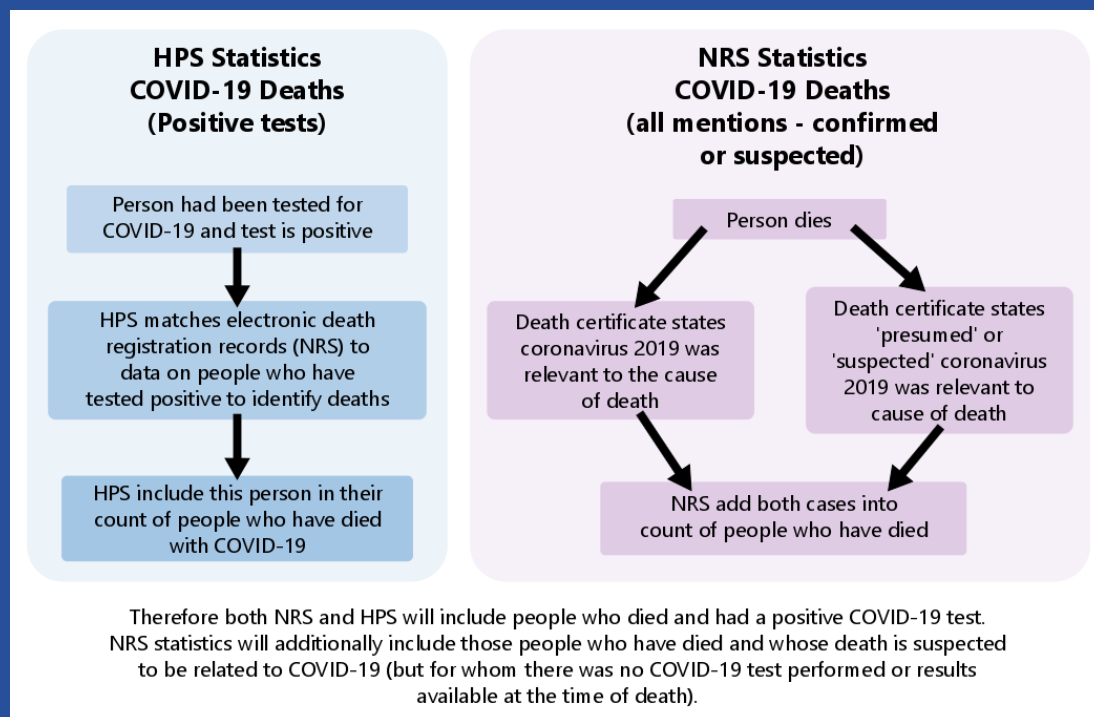 HPS Statistics
COVID-19 Deaths
(Positive tests)
Person had been tested for
COVID-19 and test is positive
HPS matches electronic death
registration records (NRS) to
data on people who have
tested positive to identify deaths
HPS include this person in their
count of people who have died
with COVID-19
NRS Statistics
COVID-19 Deaths
(all mentions - confirmed
or suspected)
Person dies
Death certificate states
coronavirus 2019 was
relevant to the cause
of death
Death certificate states
'presumed' or
'suspected' coronavirus
2019 was relevant to
cause of death
NRS add both cases into
count of people who have died
Therefore both NRS and HPS will include people who died and had a positive COVID-19 test.
NRS statistics will additionally include those people who have died and whose death is suspected
to be related to COVID-19 (but for whom there was no COVID-19 test performed or results
available at the time of death).